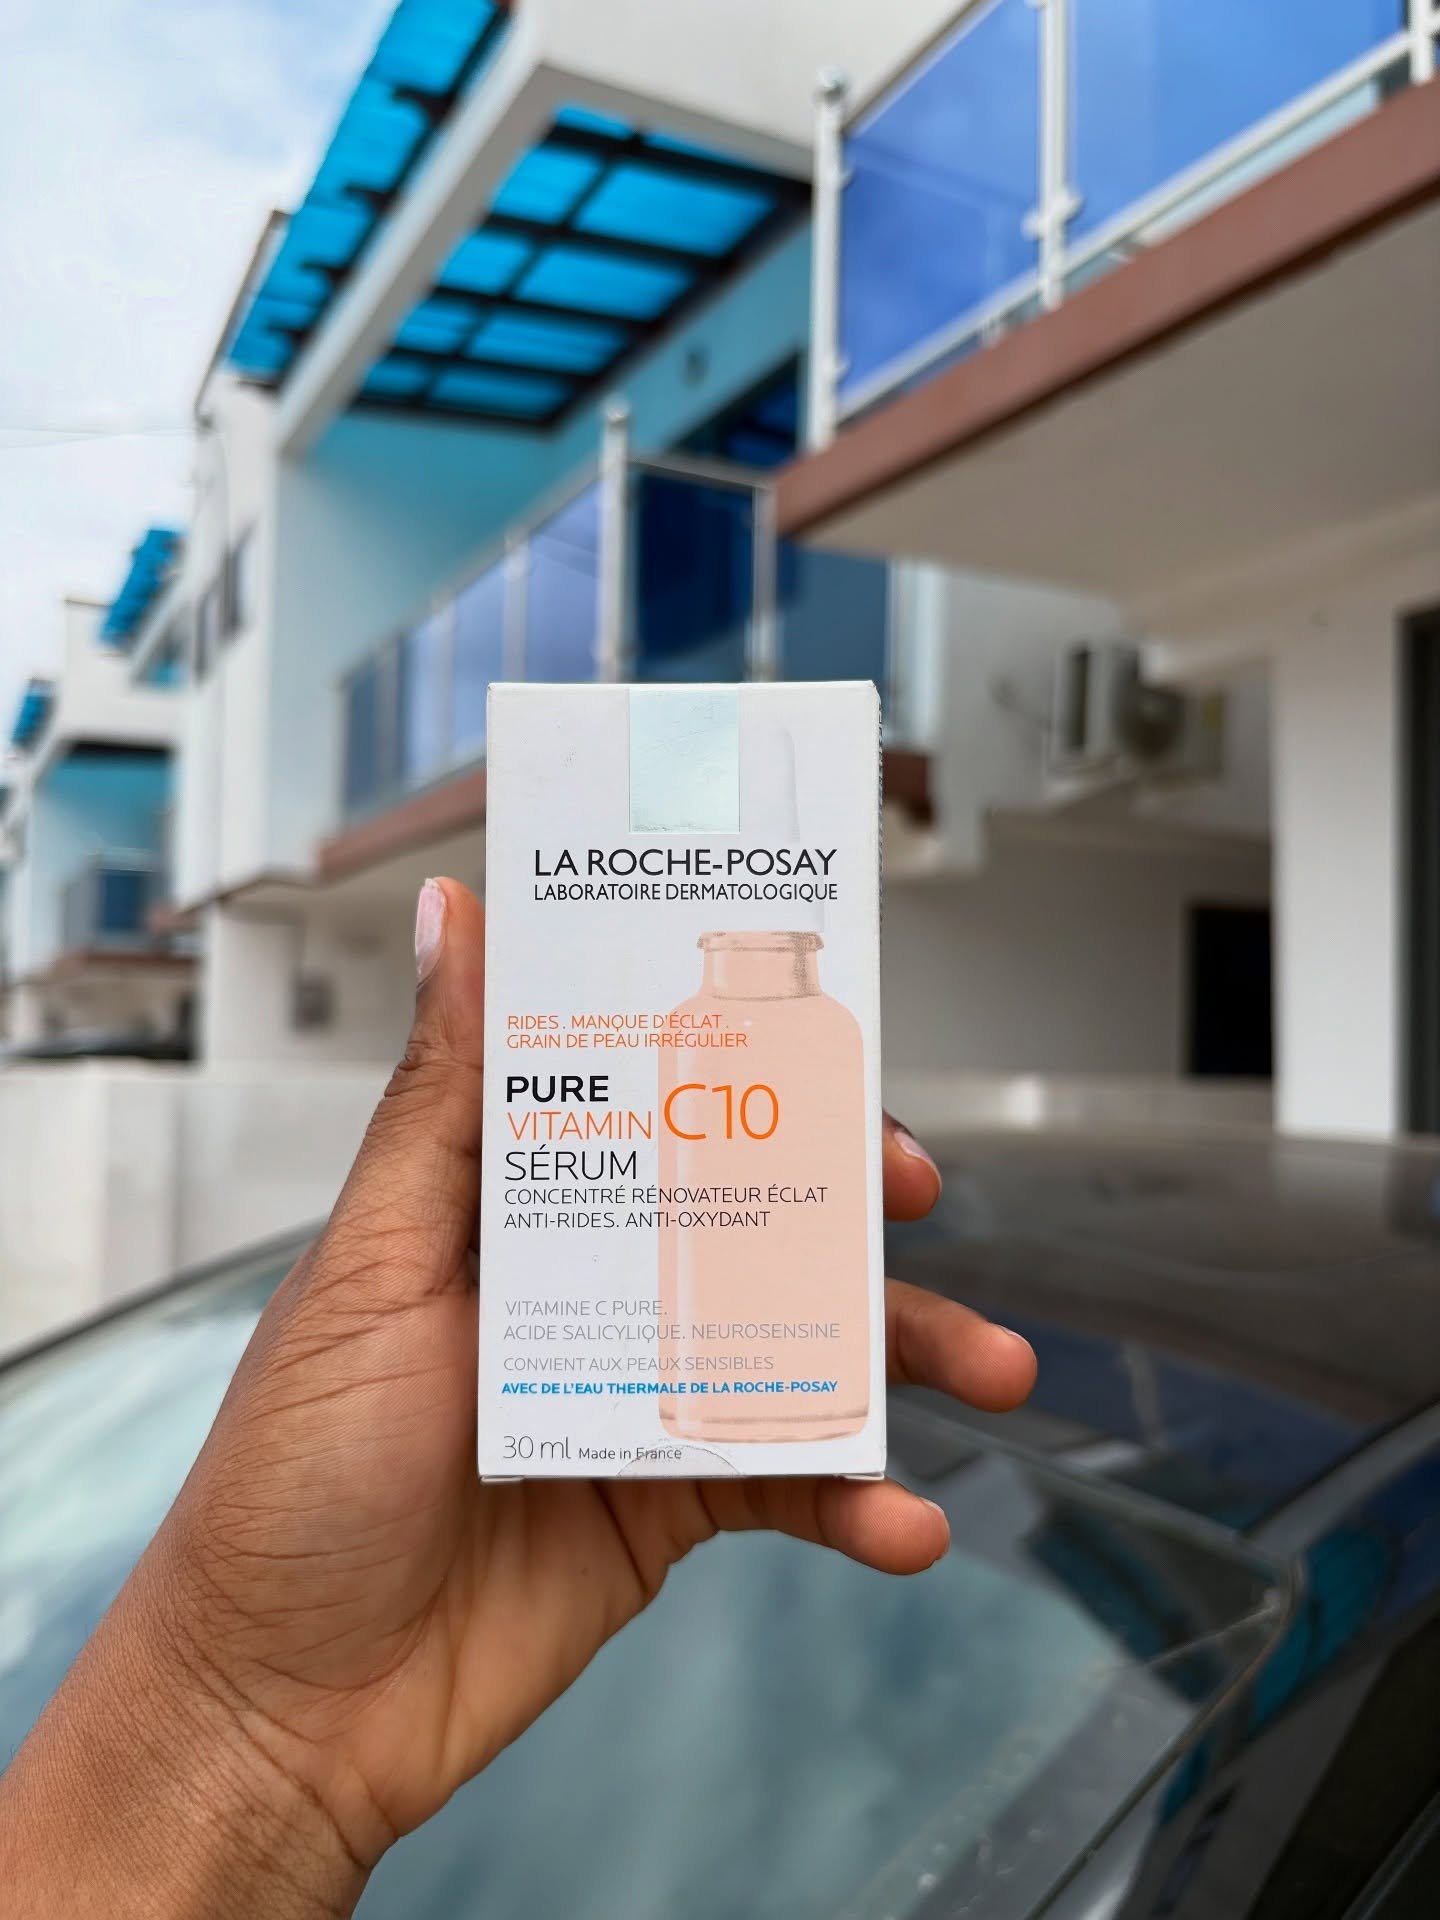 LA ROCHE-POSAY
LABORATOIRE DERMATOLOGIQUE
RIDES . MANQUE D'ÉCLAT .
GRAIN DE PEAU IRRÉGULIER
PURE
VITAMIN C10
SÉRUM
CONCENTRÉ RÉNOVATEUR ÉCLAT
ANTI-RIDES. ANTI-OXYDANT
VITAMINE C PURE.
ACIDE SALICYLIQUE. NEUROSENSINE
CONVIENT AUX PEAUX SENSIBLES
AVEC DE L'EAU THERMALE DE LA ROCHE-POSAY
30 ml Made in France